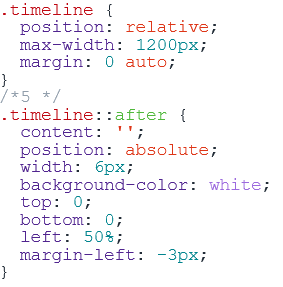 .timeline {
  position: relative;
  max-width: 1200px;
  margin: 0 auto;
}
/*5 */
.timeline::after {
  content: '';
  position: absolute;
  width: 6px;
  background-color: white;
  top: 0;
  bottom: 0;
  left: 50%;
  margin-left: -3px;
}